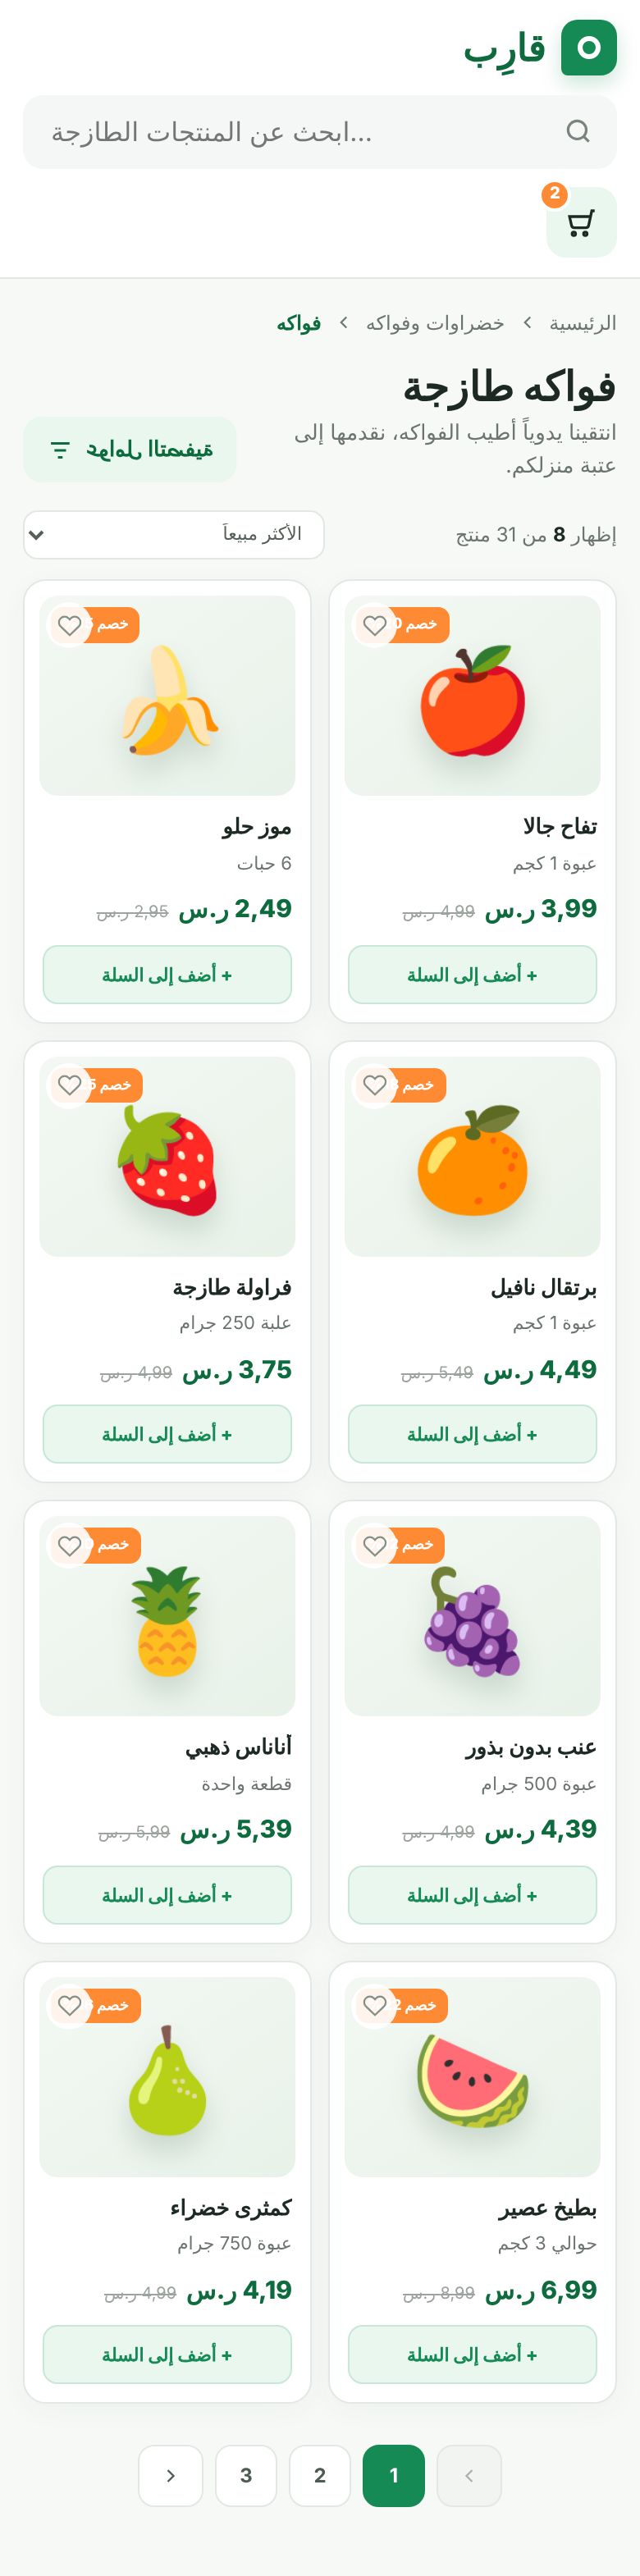 قارِب
ابحث عن المنتجات الطازجة...
2
الرئيسية › خضراوات وفواكه › فواكه
فواكه طازجة
انتقينا يدوياً أطيب الفواكه، نقدمها إلى
عتبة منزلكم.
عوامل التصفية
إظهار 8 من 31 منتج
الأكثر مبيعاً
خصم
تفاح جالا
عبوة 1 كجم
3,99 ر.س 4,99 ر.س
+ أضف إلى السلة
خصم
موز حلو
6 حبات
2,49 ر.س 2,95 ر.س
+ أضف إلى السلة
خصم
برتقال نافيل
عبوة 1 كجم
4,49 ر.س 5,49 ر.س
+ أضف إلى السلة
خصم
فراولة طازجة
علبة 250 جرام
3,75 ر.س 4,99 ر.س
+ أضف إلى السلة
خصم
عنب بدون بذور
عبوة 500 جرام
4,39 ر.س 4,99 ر.س
+ أضف إلى السلة
خصم
أناناس ذهبي
قطعة واحدة
5,39 ر.س 5,99 ر.س
+ أضف إلى السلة
خصم
بطيخ عصير
حوالي 3 كجم
6,99 ر.س 8,99 ر.س
+ أضف إلى السلة
خصم
كمثرى خضراء
عبوة 750 جرام
4,19 ر.س 4,99 ر.س
+ أضف إلى السلة
1 2 3